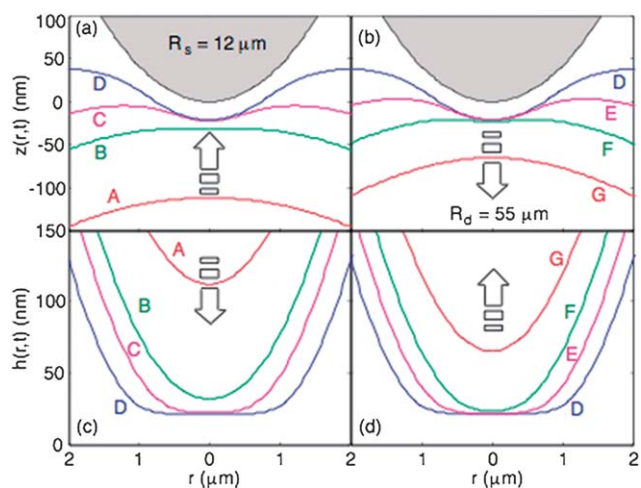 100
50
0
-50
-100
z(r,t) (nm)
(a)
R_s = 12 μm
D
C
B
A
(b)
D
E
F
G
R_d = 55 μm
150
100
50
0
h(r,t) (nm)
A
B
C
D
(c)
G
F
E
D
(d)
2 1 0 1 2 1 0 1 2
r (μm) r (μm)